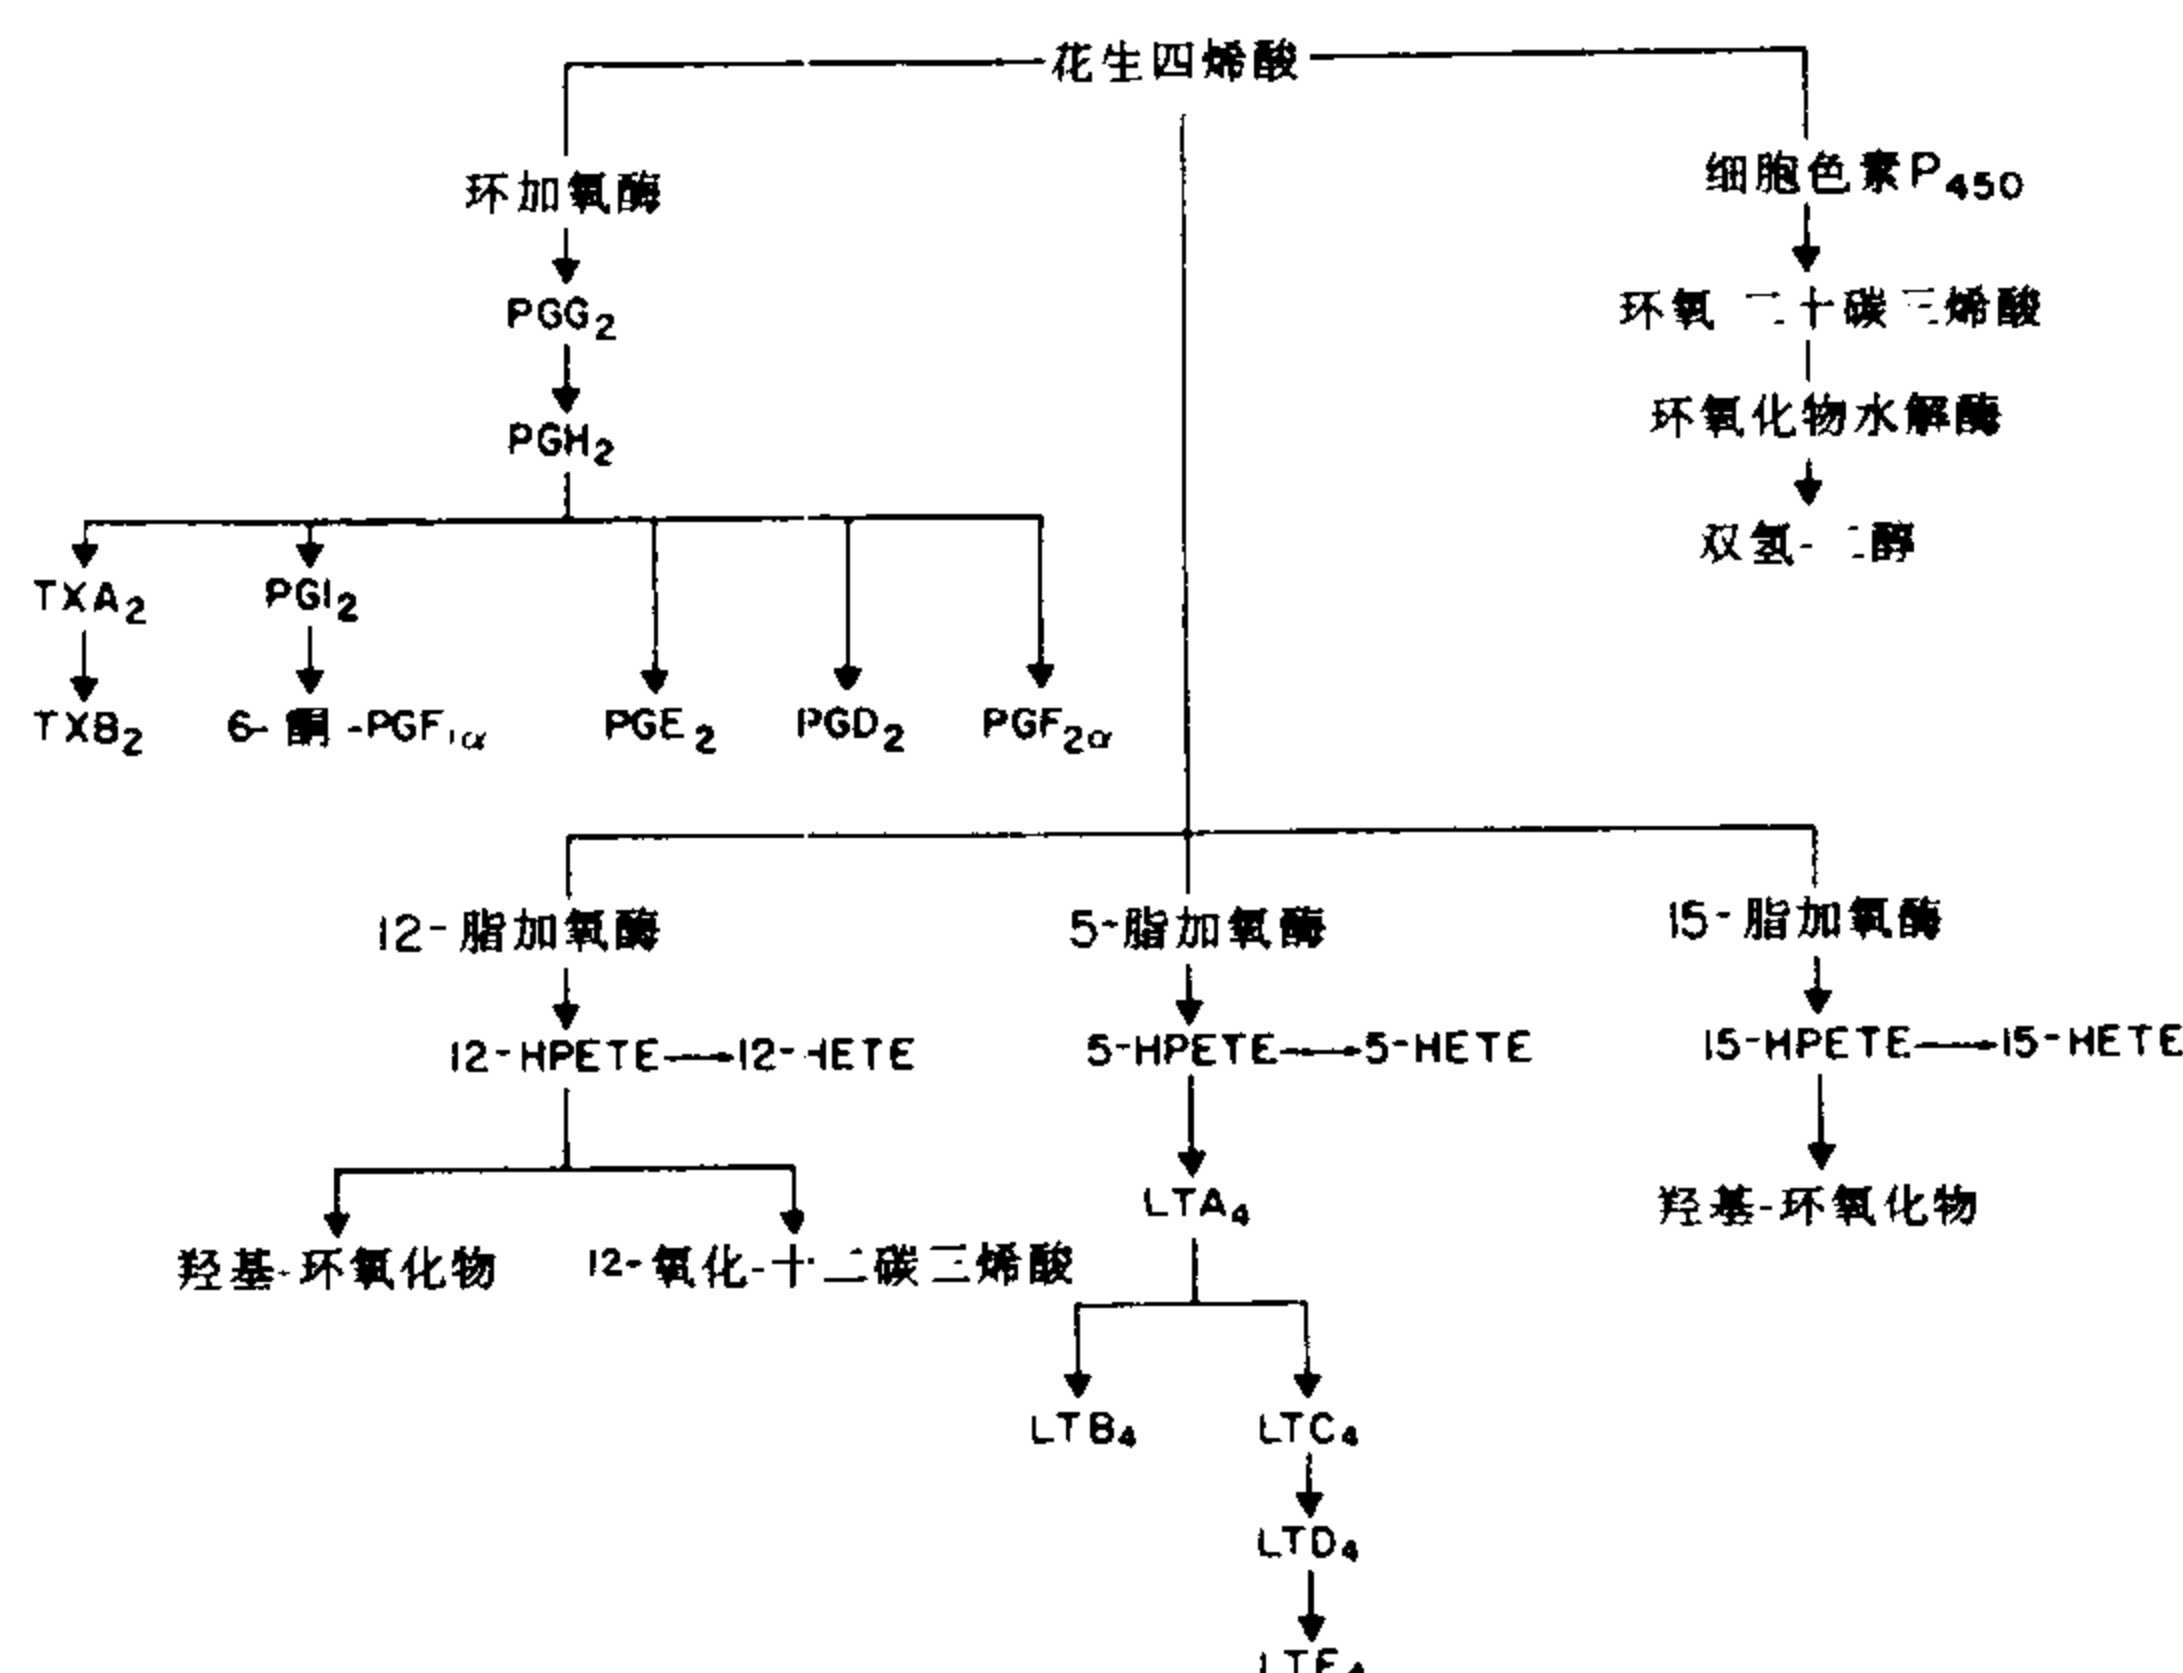 花生四烯酸
环加氧酶
细胞色素P450
PGG2
环氧 二十碳三烯酸
PGH2
环氧化物水解酶
双氢-二醇
TXA2 PGI2
TXB2 6-酮-PGF1α PGE2 PGD2 PGF2α
12-脂加氧酶 5-脂加氧酶 15-脂加氧酶
12-HPETE→12-HETE 5-HPETE→5-HETE 15-HPETE→15-HETE
LTA4 羟基-环氧化物
羟基-环氧化物 12-氧化-十二碳三烯酸
LTB4 LTC4
LTD4
LTE4